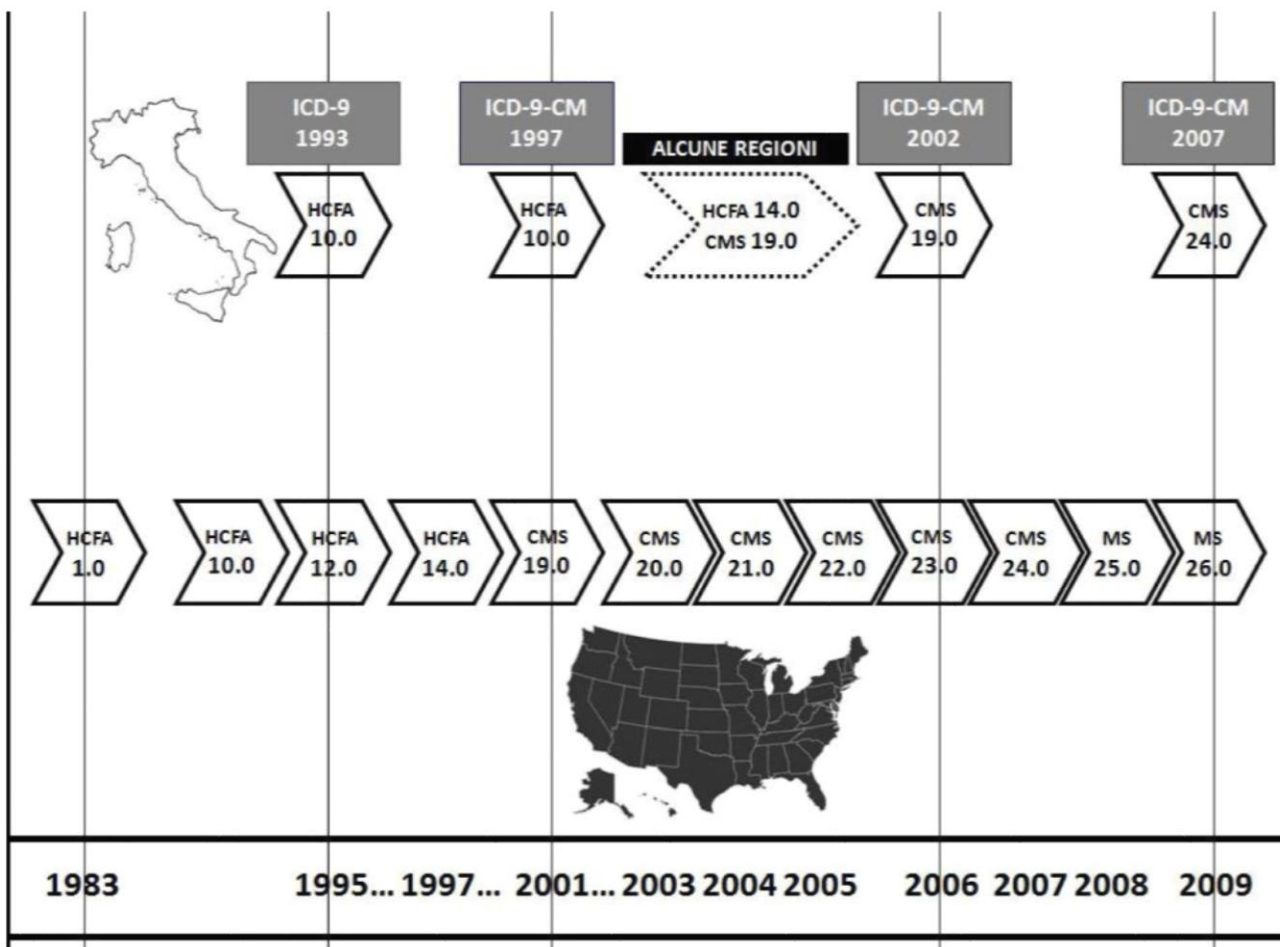 ICD-9
1993
ICD-9-CM
1997
ALCUNE REGIONI
ICD-9-CM
2002
ICD-9-CM
2007
HCFA
10.0
HCFA
10.0
HCFA 14.0
CMS 19.0
CMS
19.0
CMS
24.0
HCFA
1.0
HCFA
10.0
HCFA
12.0
HCFA
14.0
CMS
19.0
CMS
20.0
CMS
21.0
CMS
22.0
CMS
23.0
CMS
24.0
MS
25.0
MS
26.0
1983 1995... 1997... 2001... 2003 2004 2005 2006 2007 2008 2009